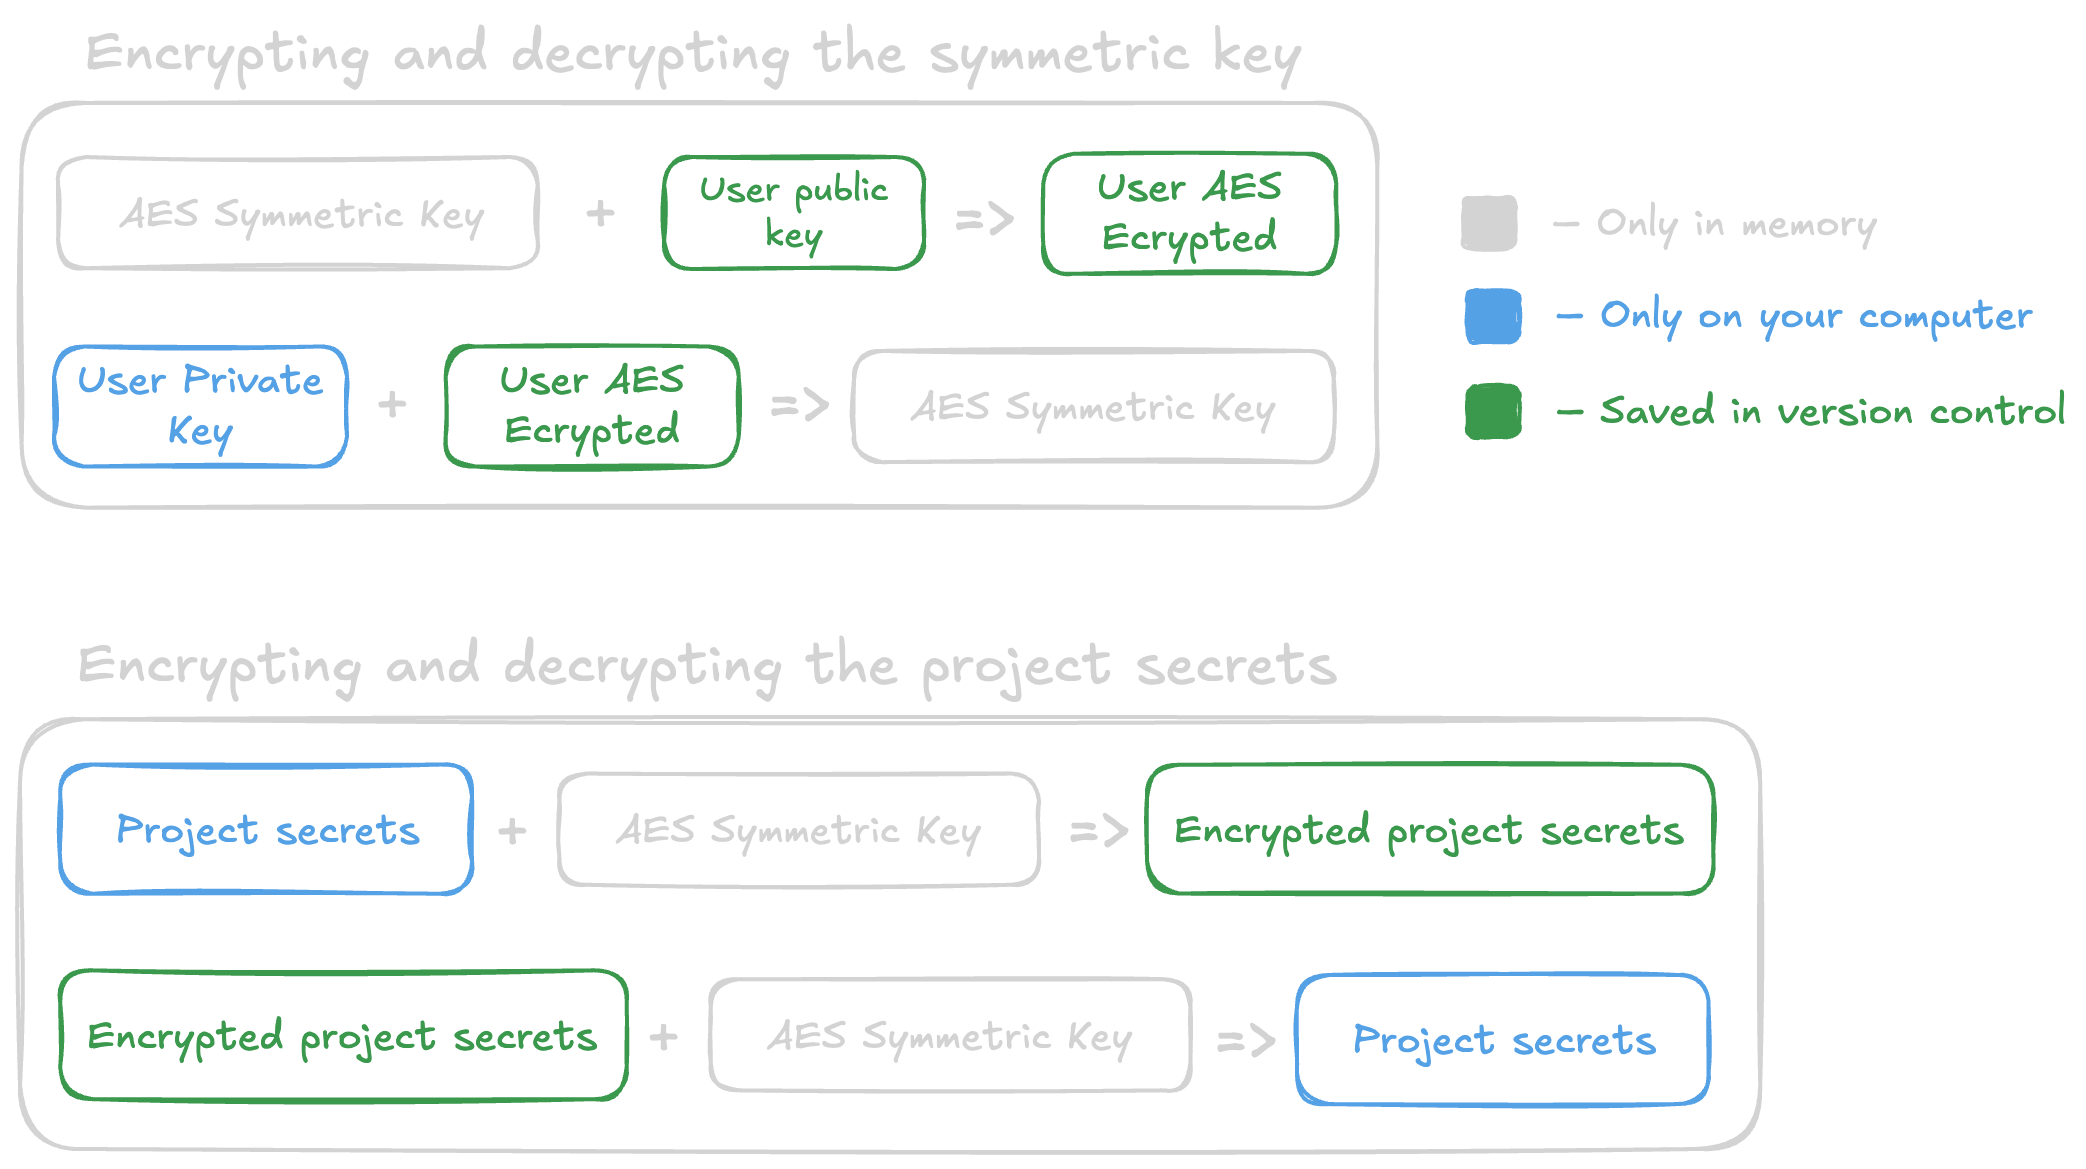 Encrypting and decrypting the symmetric key
AES Symmetric Key
+
User public
key
=>
User AES
Ecrypted
User Private
Key
+
User AES
Ecrypted
=>
AES Symmetric Key
– Only in memory
– Only on your computer
– Saved in version control
Encrypting and decrypting the project secrets
Project secrets
+
AES Symmetric Key
=>
Encrypted project secrets
Encrypted project secrets
+
AES Symmetric Key
=>
Project secrets